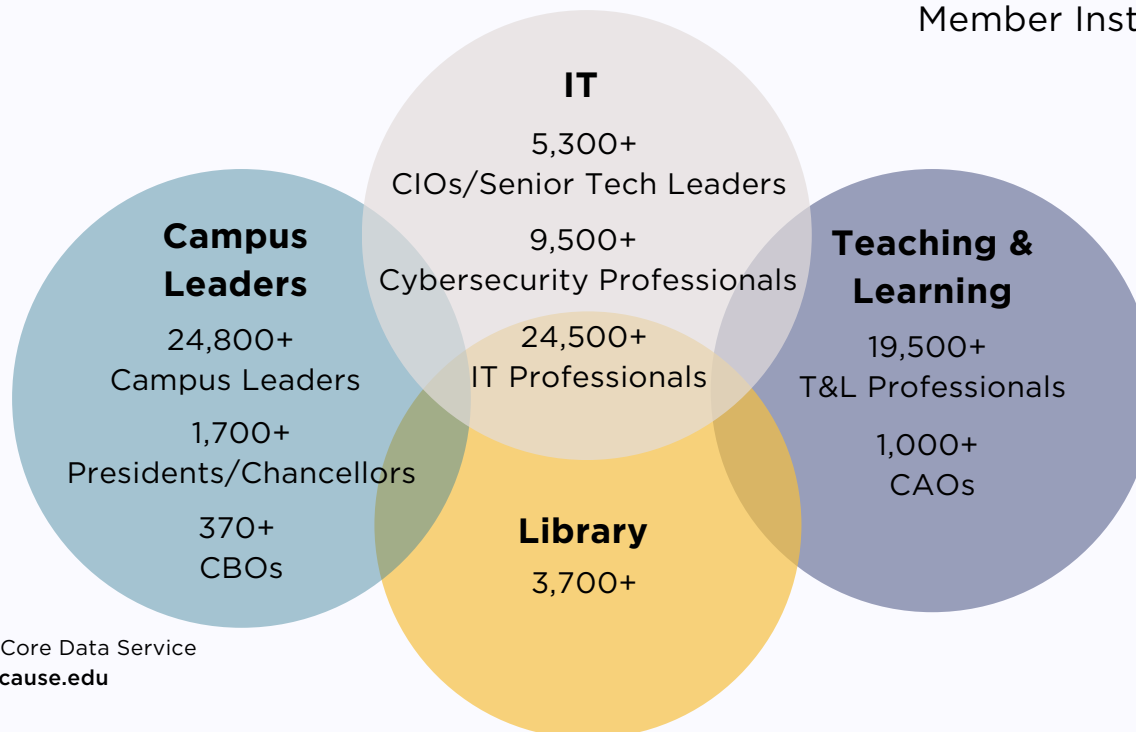 Member Inst
IT
5,300+
CIOs/Senior Tech Leaders
9,500+
Cybersecurity Professionals
24,500+
IT Professionals
Campus
Leaders
24,800+
Campus Leaders
1,700+
Presidents/Chancellors
370+
CBOs
Teaching &
Learning
19,500+
T&L Professionals
1,000+
CAOs
Library
3,700+
Core Data Service
cause.edu